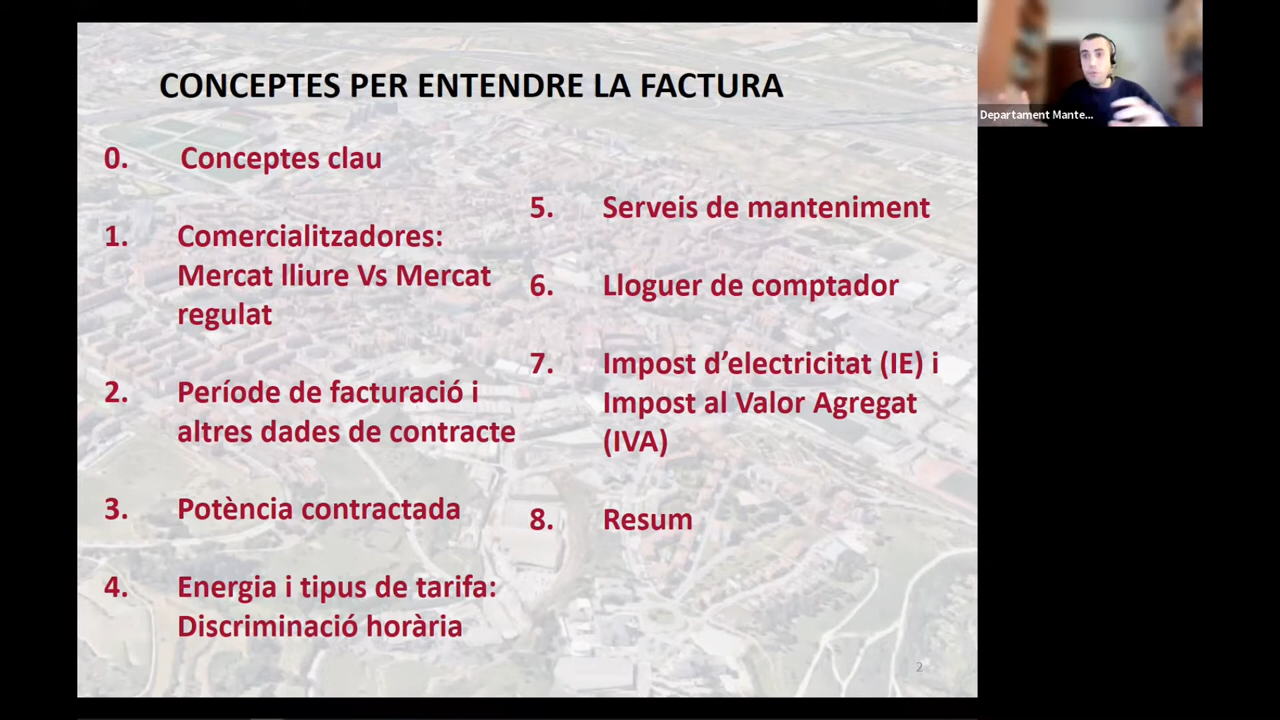 CONCEPTES PER ENTENDRE LA FACTURA
0. Conceptes clau
1. Comercialitzadores:
Mercat lliure Vs Mercat
regulat
2. Període de facturació i
altres dades de contracte
3. Potència contractada
4. Energia i tipus de tarifa:
Discriminació horària
5. Serveis de manteniment
6. Lloguer de comptador
7. Impost d’electricitat (IE) i
Impost al Valor Agregat
(IVA)
8. Resum
2
Departament Mante...